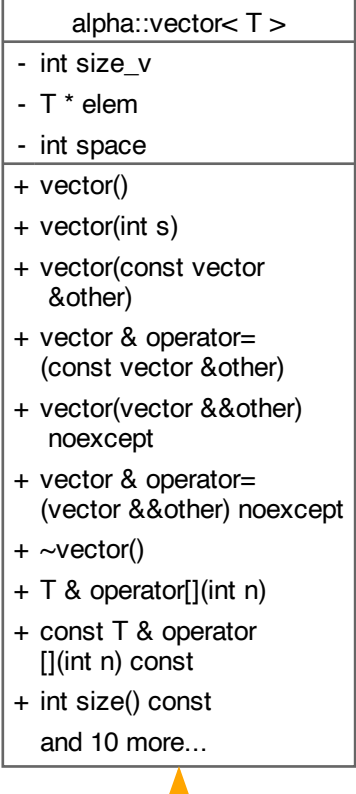 alpha::vector< T >
- int size_v
- T * elem
- int space
+ vector()
+ vector(int s)
+ vector(const vector
&other)
+ vector & operator=
(const vector &other)
+ vector(vector &&other)
noexcept
+ vector & operator=
(vector &&other) noexcept
+ ~vector()
+ T & operator[](int n)
+ const T & operator
[](int n) const
+ int size() const
and 10 more...